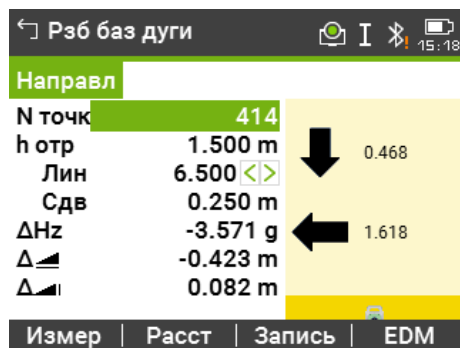 Рзб баз дуги I 15:18
Направл
N точк 414
h отр 1.500 m
Лин 6.500 <>
Сдв 0.250 m
ΔHz -3.571 g
Δ -0.423 m
Δ 0.082 m
0.468
1.618
Измер | Расст | Запись | EDM